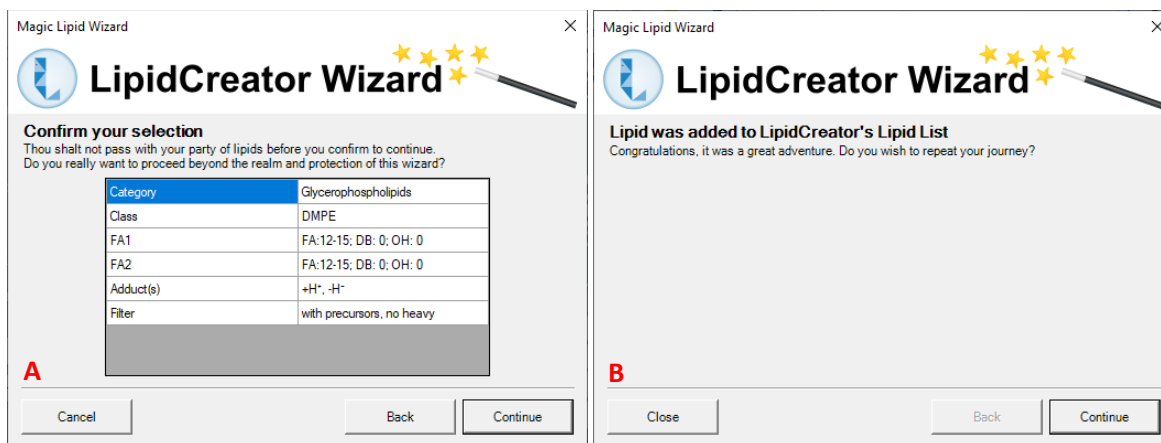 Magic Lipid Wizard
LipidCreator Wizard
Confirm your selection
Thou shalt not pass with your party of lipids before you confirm to continue.
Do you really want to proceed beyond the realm and protection of this wizard?
Category Glycerophospholipids
Class DMPE
FA1 FA:12-15; DB: 0; OH: 0
FA2 FA:12-15; DB: 0; OH: 0
Adduct(s) +H⁺, -H⁻
Filter with precursors, no heavy
A
Cancel Back Continue
Magic Lipid Wizard
LipidCreator Wizard
Lipid was added to LipidCreator's Lipid List
Congratulations, it was a great adventure. Do you wish to repeat your journey?
B
Close Back Continue